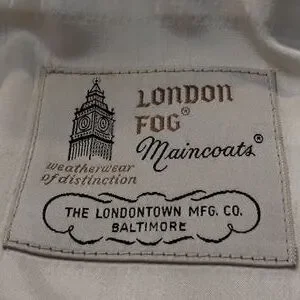 LONDON
FOG®
Maincoats®
weatherwear
of distinction
THE LONDONTOWN MFG. CO.
BALTIMORE